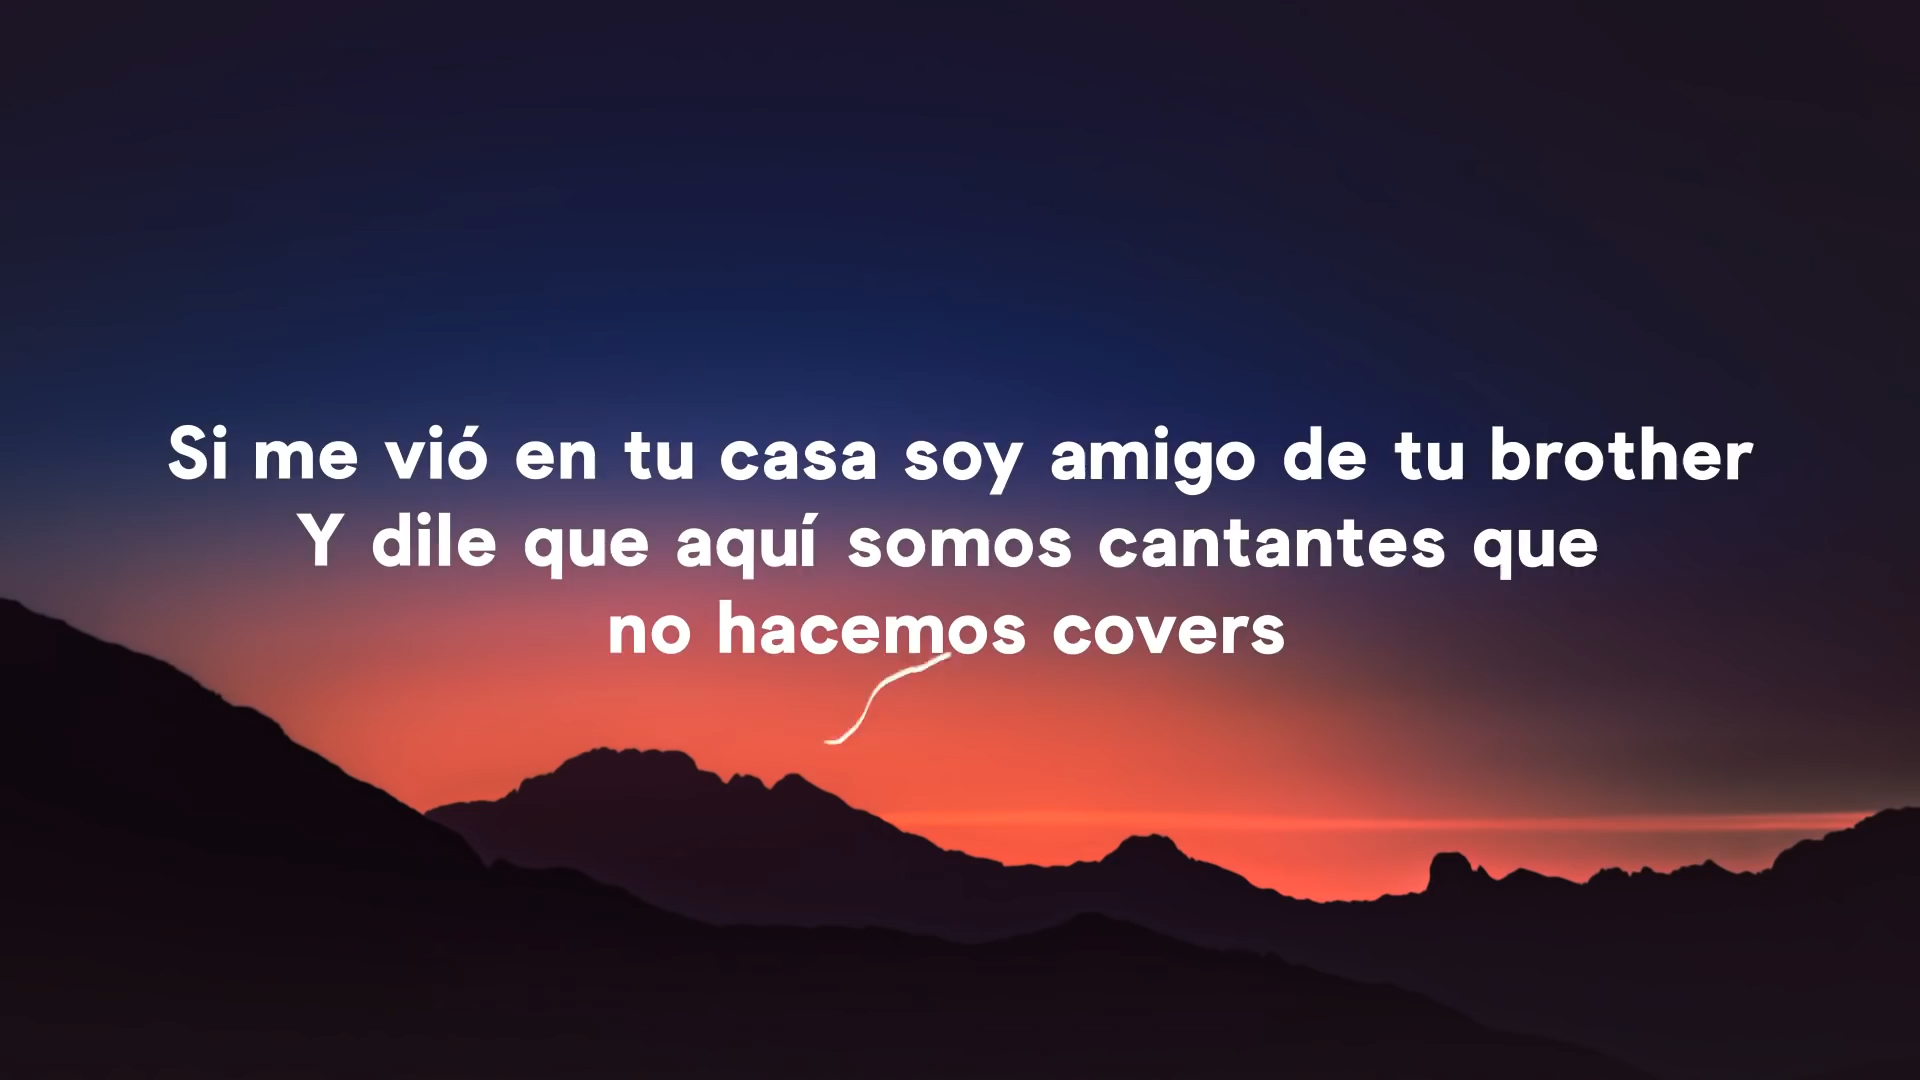 Si me vió en tu casa soy amigo de tu brother
Y dile que aquí somos cantantes que
no hacemos covers